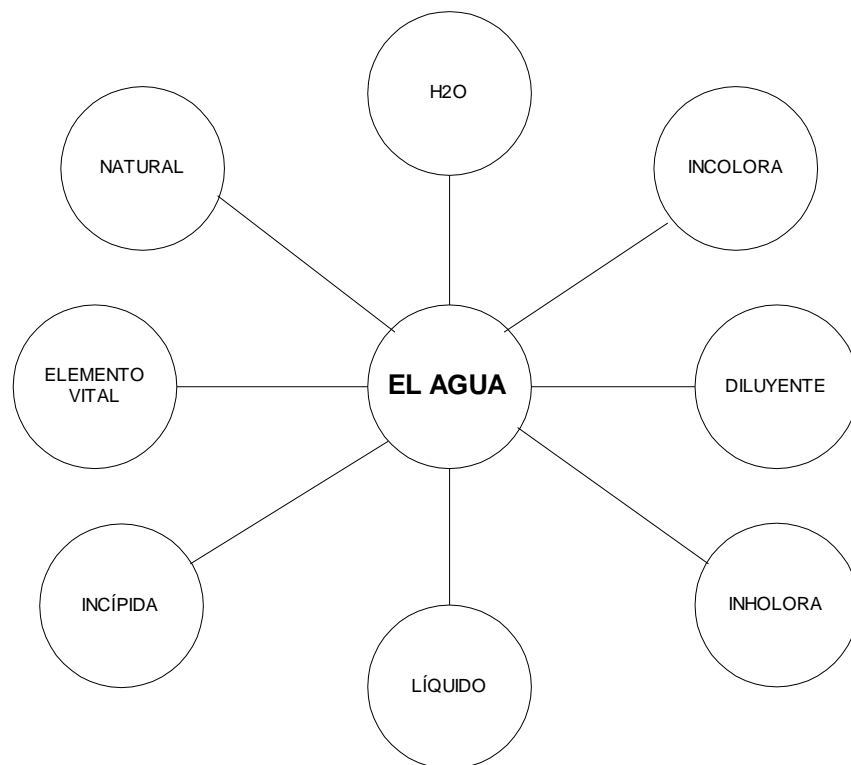 H2O
NATURAL
INCOLORA
ELEMENTO
VITAL
EL AGUA
DILUYENTE
INCÍPIDA
INHOLORA
LÍQUIDO